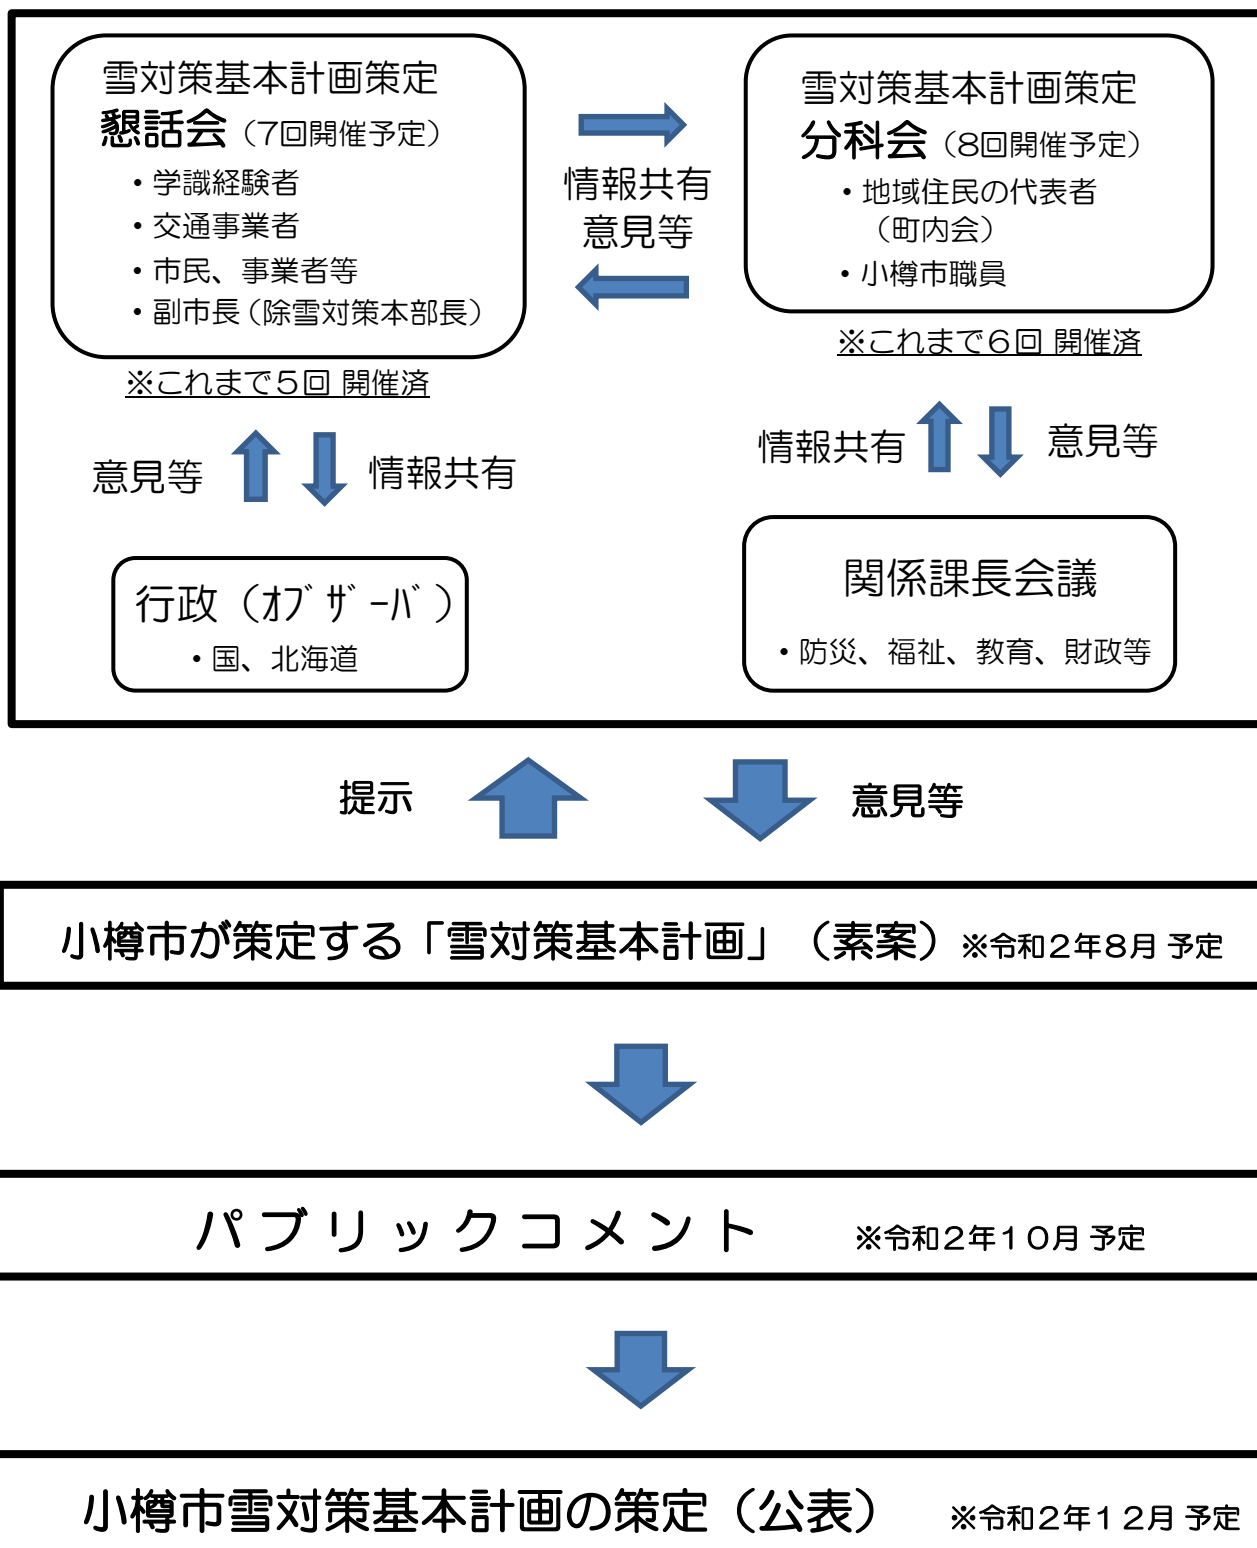 雪対策基本計画策定
懇話会（7回開催予定）
・学識経験者
・交通事業者
・市民、事業者等
・副市長（除雪対策本部長）
※これまで５回 開催済
情報共有
意見等
雪対策基本計画策定
分科会（8回開催予定）
・地域住民の代表者
（町内会）
・小樽市職員
※これまで６回 開催済
意見等
情報共有
情報共有
意見等
行政（ｵﾌﾞｻﾞｰﾊﾞ）
・国、北海道
関係課長会議
・防災、福祉、教育、財政等
提示
意見等
小樽市が策定する「雪対策基本計画」（素案）※令和２年８月 予定
パブリックコメント ※令和２年１０月 予定
小樽市雪対策基本計画の策定（公表） ※令和２年１２月 予定